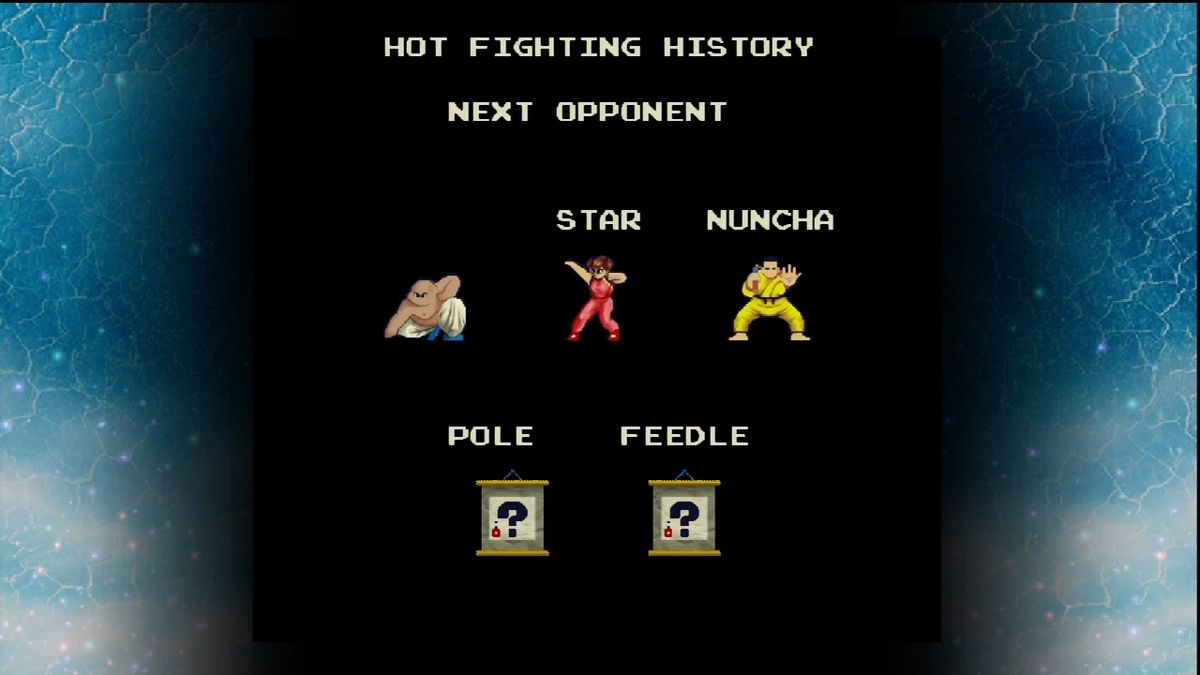 HOT FIGHTING HISTORY
NEXT OPPONENT
STAR NUNCHA
POLE FEEDLE
? ?